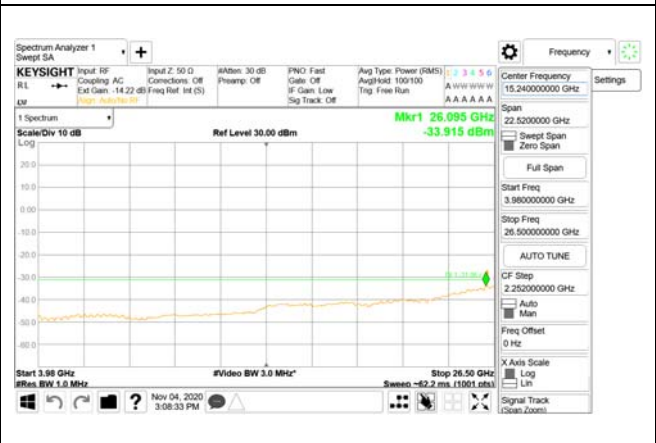 Spectrum Analyzer 1
Swept SA
+
Frequency
KEYSIGHT
RL
Input: RF
Coupling: AC
Ext Gain: -14.22 dB
Align: Auto/No RF
Input Z: 50 Ω
Corrections: Off
Freq Ref: Int (S)
#Atten: 30 dB
Preamp: Off
PNO: Fast
Gate: Off
IF Gain: Low
Sig Track: Off
Avg Type: Power (RMS)
Avg|Hold: 100/100
Trig: Free Run
1 2 3 4 5 6
A W W W W W
A A A A A A
Settings
1 Spectrum
Scale/Div 10 dB
Ref Level 30.00 dBm
Mkr1 26.095 GHz
-33.915 dBm
Log
20.0
10.0
0.00
-10.0
-20.0
-30.0
-40.0
-50.0
-60.0
Start 3.98 GHz
#Res BW 1.0 MHz
#Video BW 3.0 MHz*
Stop 26.50 GHz
Sweep ~62.2 ms (1001 pts)
Center Frequency
15.240000000 GHz
Span
22.5200000 GHz
Swept Span
Zero Span
Full Span
Start Freq
3.980000000 GHz
Stop Freq
26.500000000 GHz
AUTO TUNE
CF Step
2.252000000 GHz
Auto
Man
Freq Offset
0 Hz
X Axis Scale
Log
Lin
Signal Track
(Span Zoom)
?
Nov 04, 2020
3:08:33 PM